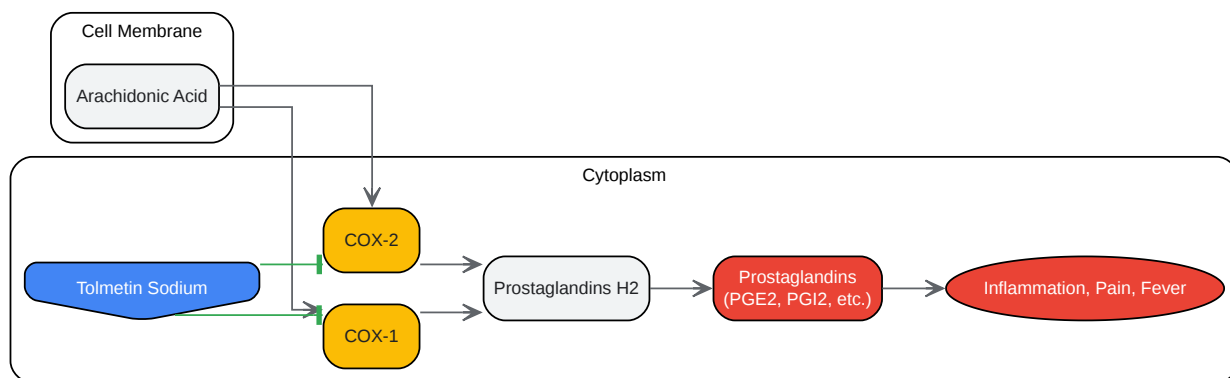 Cell Membrane
Arachidonic Acid
Cytoplasm
COX-2
Tolmetin Sodium
Prostaglandins H2
Prostaglandins
(PGE2, PGI2, etc.)
Inflammation, Pain, Fever
COX-1